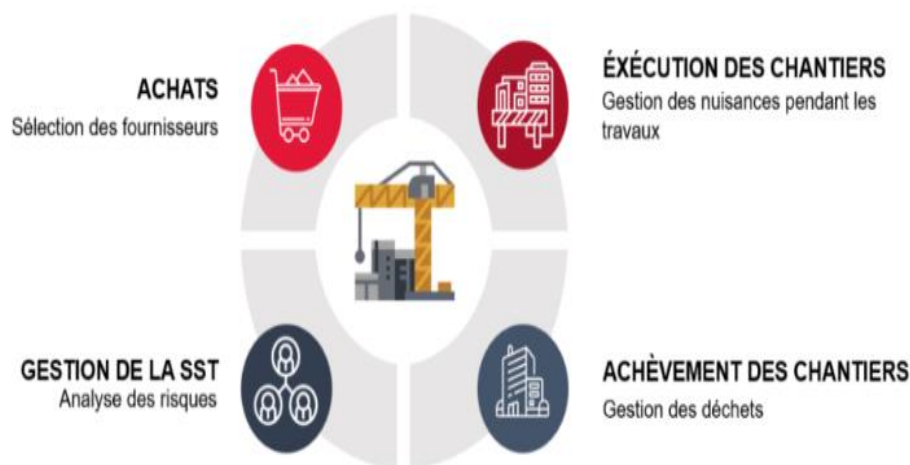 ACHATS
Sélection des fournisseurs
ÉXÉCUTION DES CHANTIERS
Gestion des nuisances pendant les
travaux
GESTION DE LA SST
Analyse des risques
ACHÈVEMENT DES CHANTIERS
Gestion des déchets